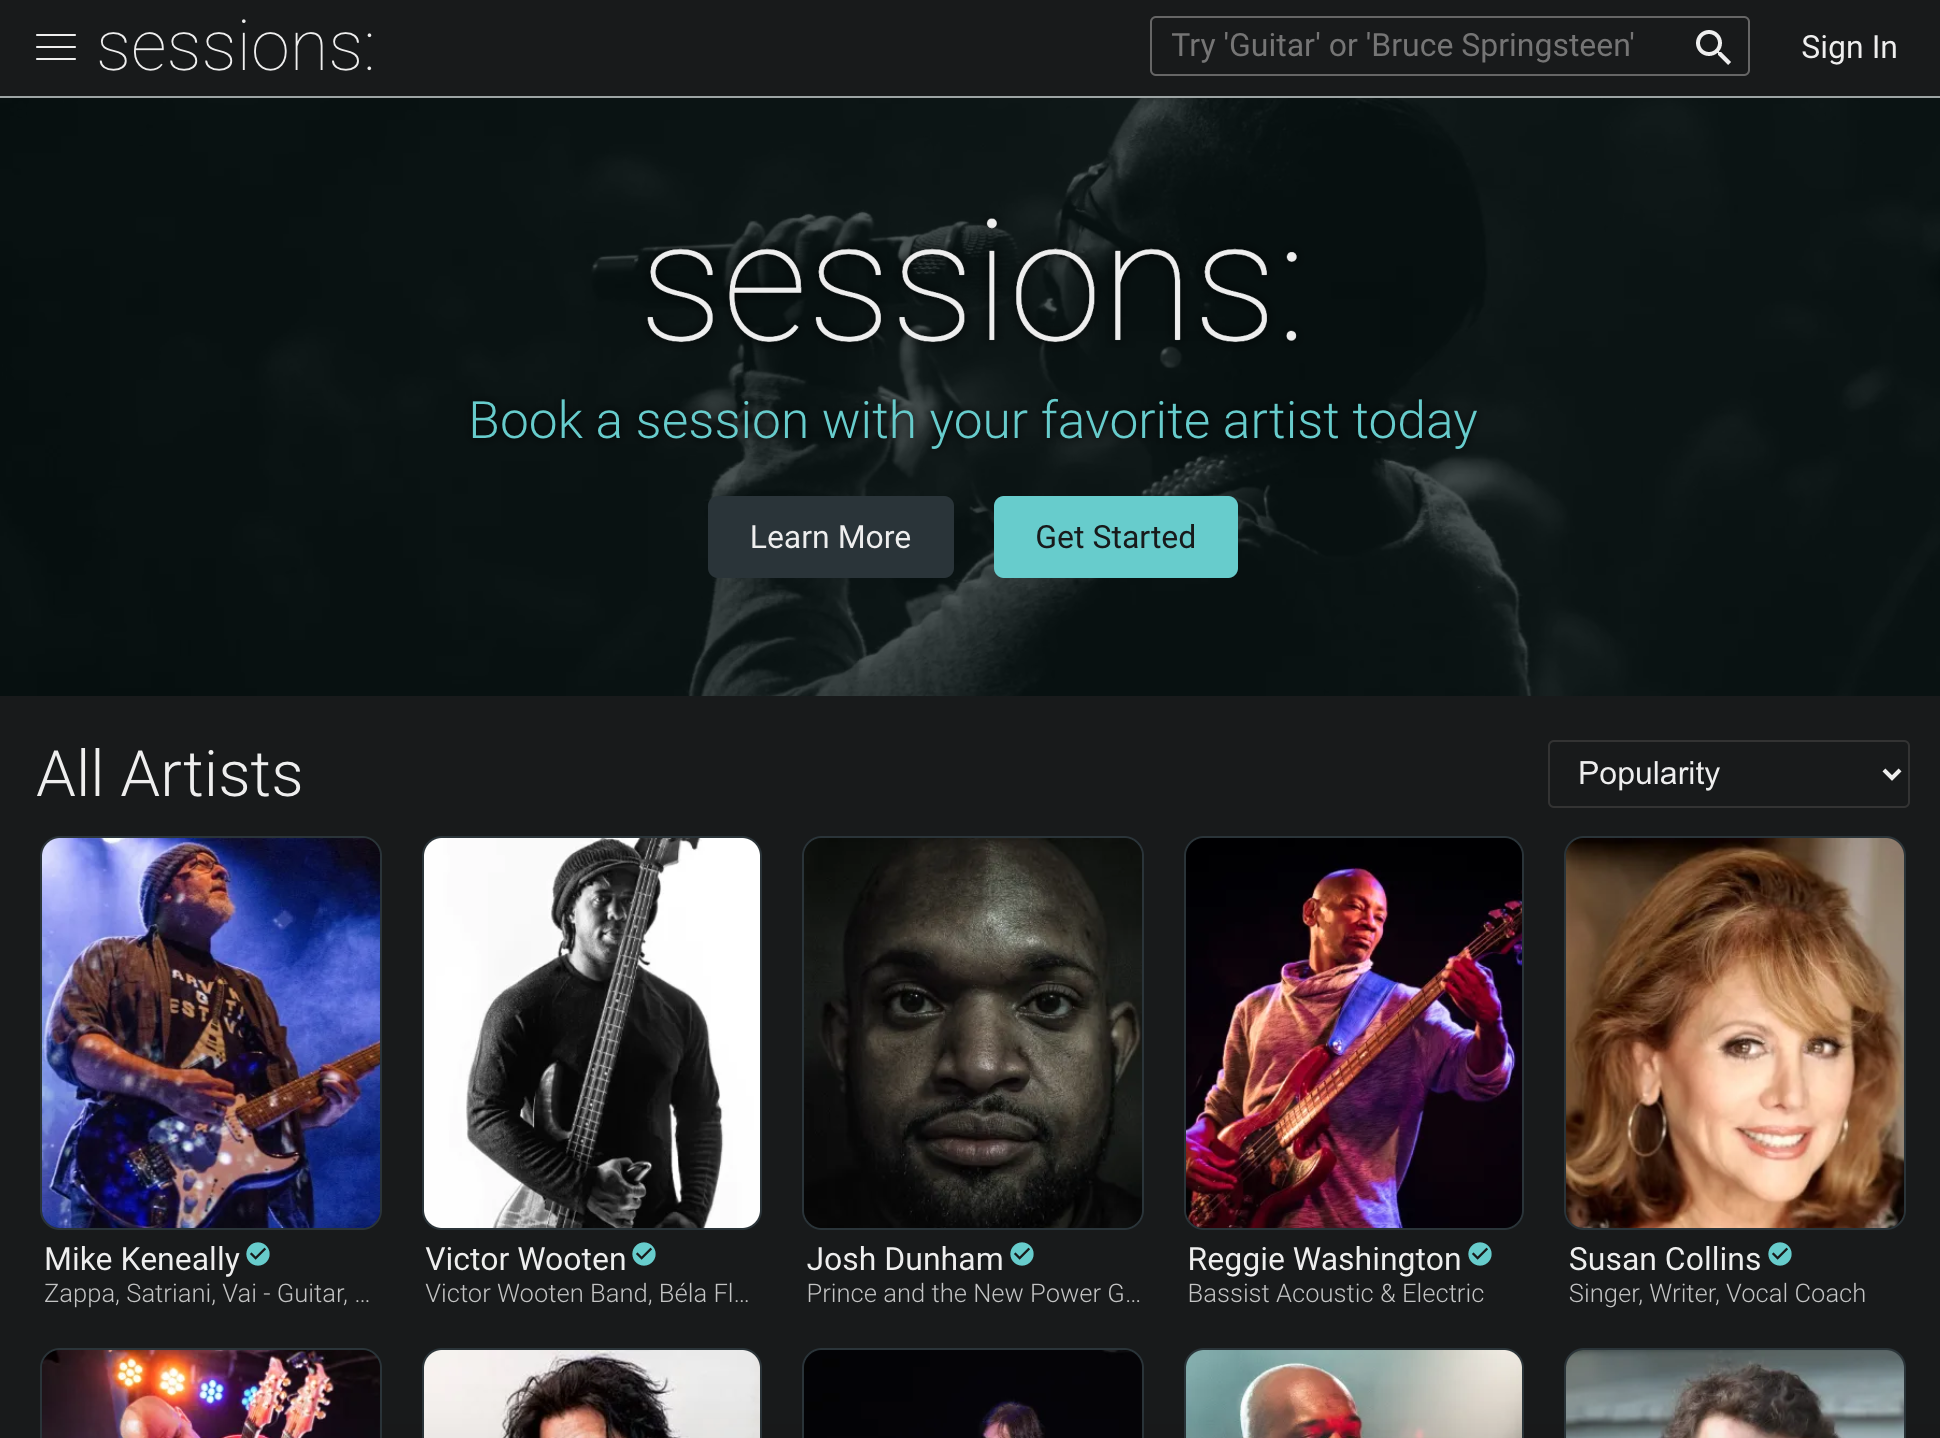 sessions:
Try 'Guitar' or 'Bruce Springsteen'
Sign In
sessions:
Book a session with your favorite artist today
Learn More
Get Started
All Artists
Popularity
Mike Keneally
Zappa, Satriani, Vai - Guitar, ...
Victor Wooten
Victor Wooten Band, Béla Fl...
Josh Dunham
Prince and the New Power G...
Reggie Washington
Bassist Acoustic & Electric
Susan Collins
Singer, Writer, Vocal Coach